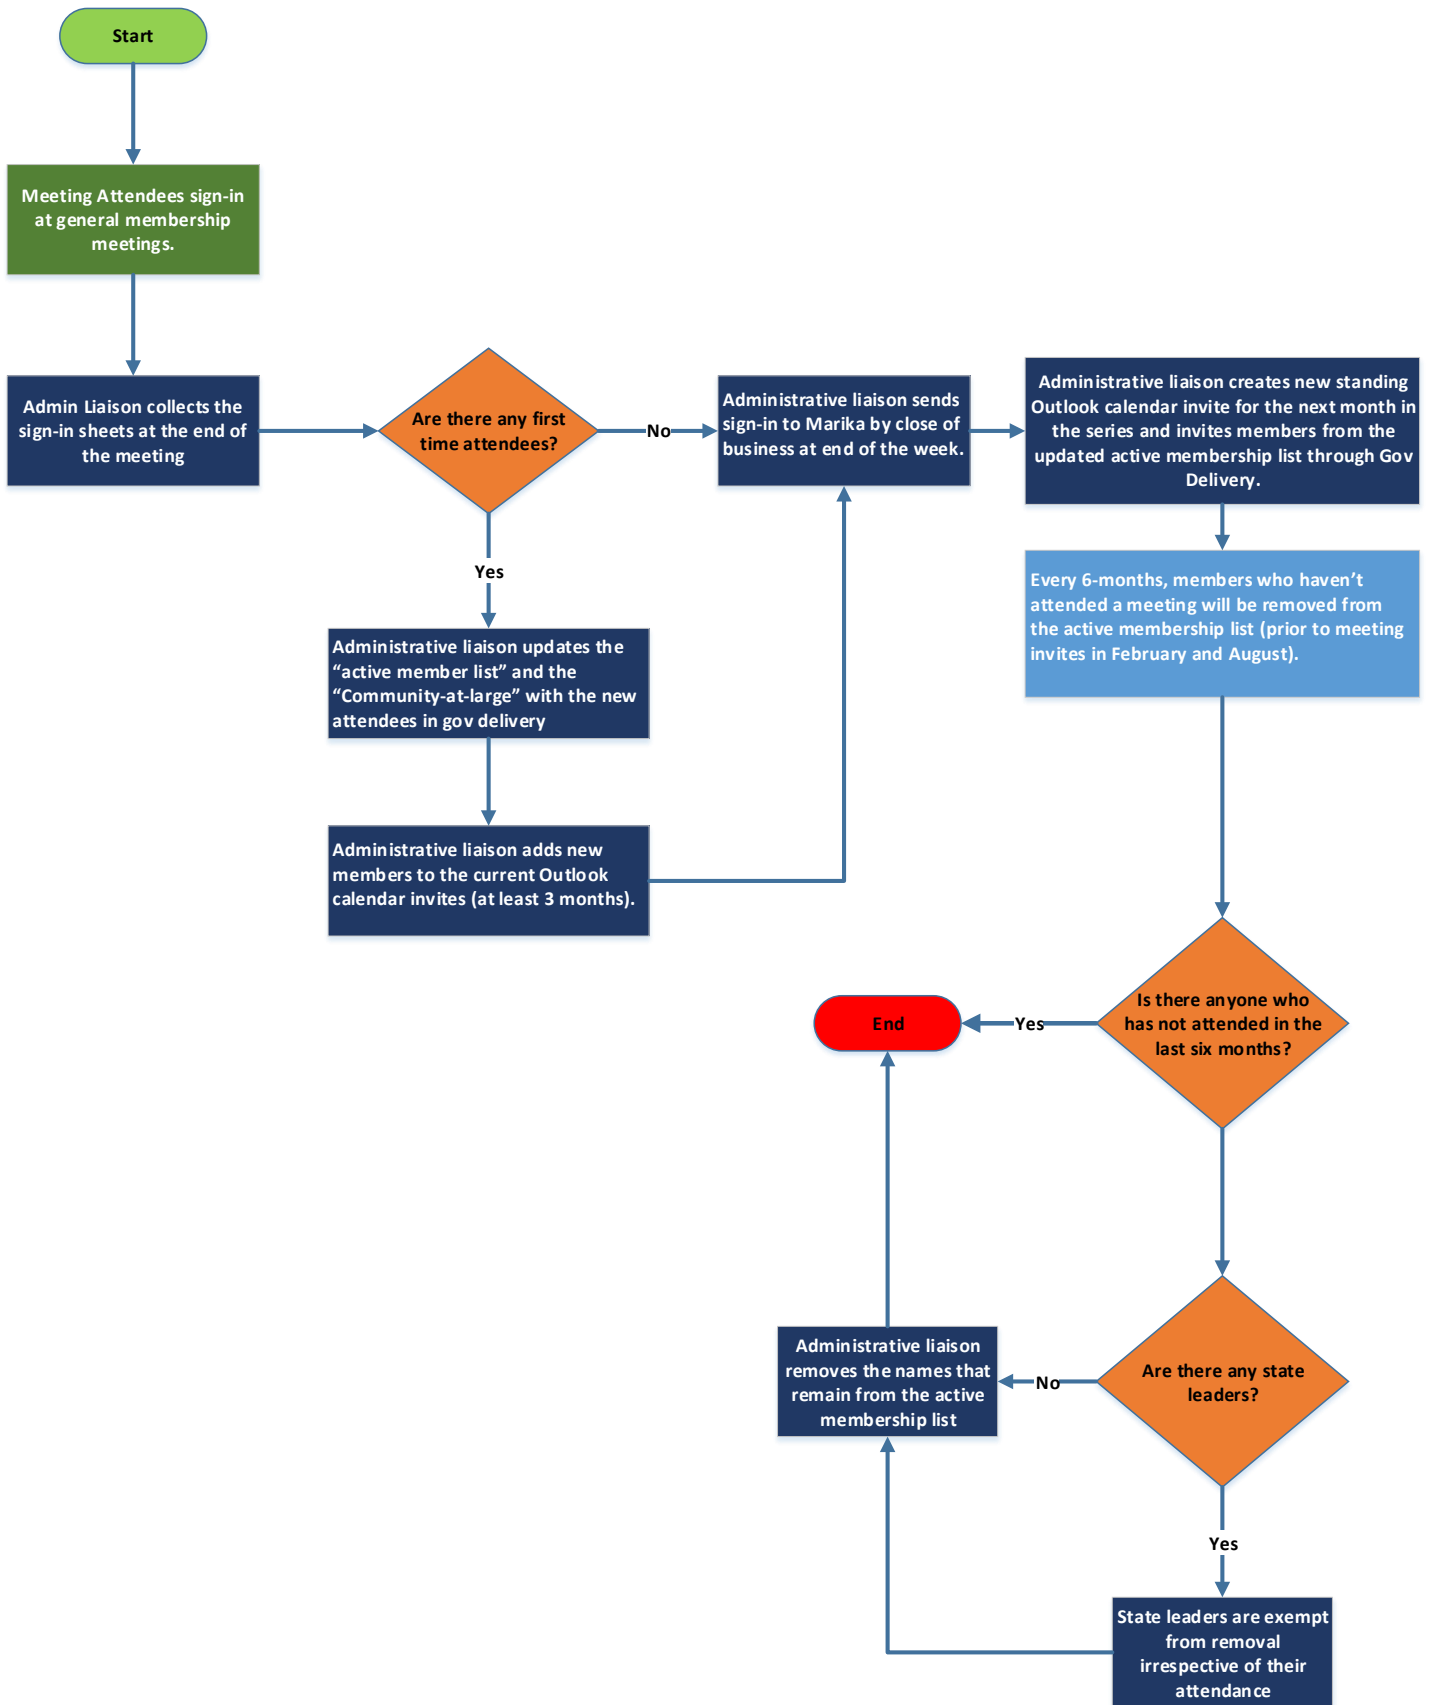 Start
Meeting Attendees sign-in
at general membership
meetings.
Admin Liaison collects the
sign-in sheets at the end of
the meeting
Are there any first
time attendees?
No
Yes
Administrative liaison updates the
“active member list” and the
“Community-at-large” with the new
attendees in gov delivery
Administrative liaison adds new
members to the current Outlook
calendar invites (at least 3 months).
Administrative liaison sends
sign-in to Marika by close of
business at end of the week.
Administrative liaison creates new standing
Outlook calendar invite for the next month in
the series and invites members from the
updated active membership list through Gov
Delivery.
Every 6-months, members who haven’t
attended a meeting will be removed from
the active membership list (prior to meeting
invites in February and August).
Is there anyone who
has not attended in the
last six months?
Yes
End
Are there any state
leaders?
No
Administrative liaison
removes the names that
remain from the active
membership list
Yes
State leaders are exempt
from removal
irrespective of their
attendance